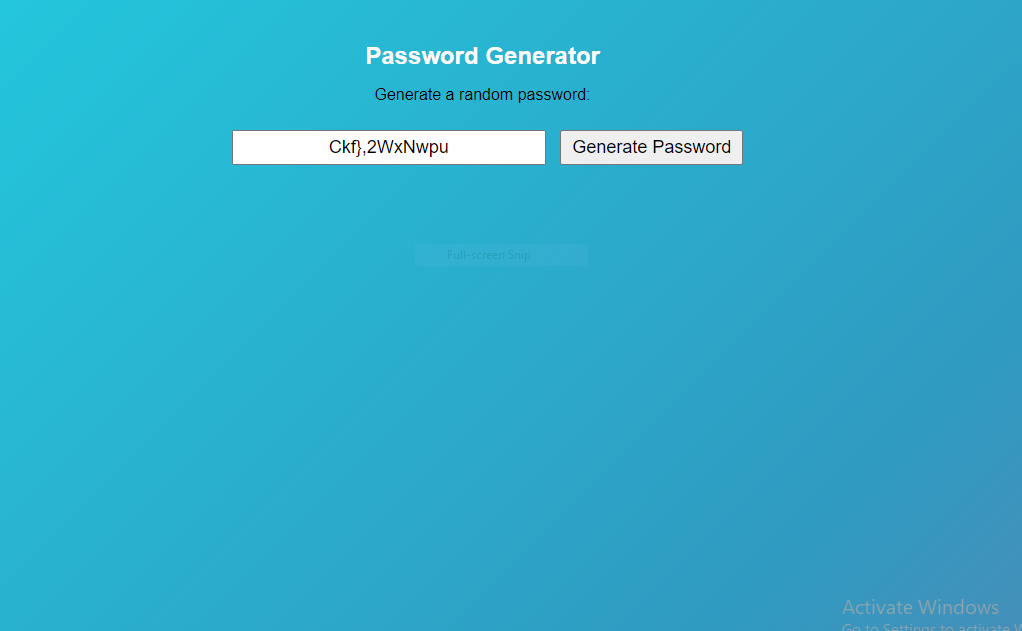 Password Generator
Generate a random password:
Ckf},2WxNwpu
Generate Password
Full-screen Snip
Activate Windows
Go to Settings to activate W